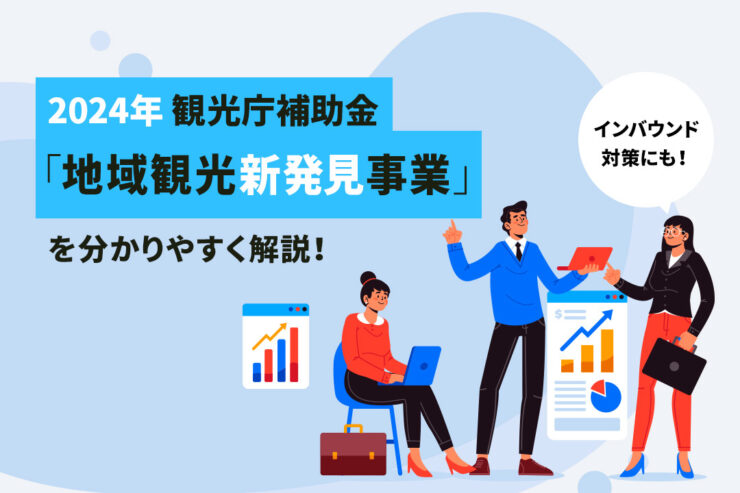 2024年 観光庁補助金
「地域観光新発見事業」
を分かりやすく解説!
インバウンド
対策にも!
$